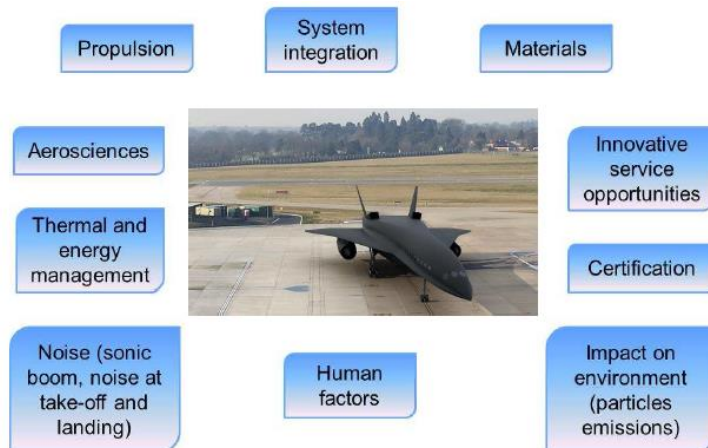 Propulsion
System
integration
Materials
Aerosciences
Innovative
service
opportunities
Thermal and
energy
management
Certification
Noise (sonic
boom, noise at
take-off and
landing)
Human
factors
Impact on
environment
(particles
emissions)